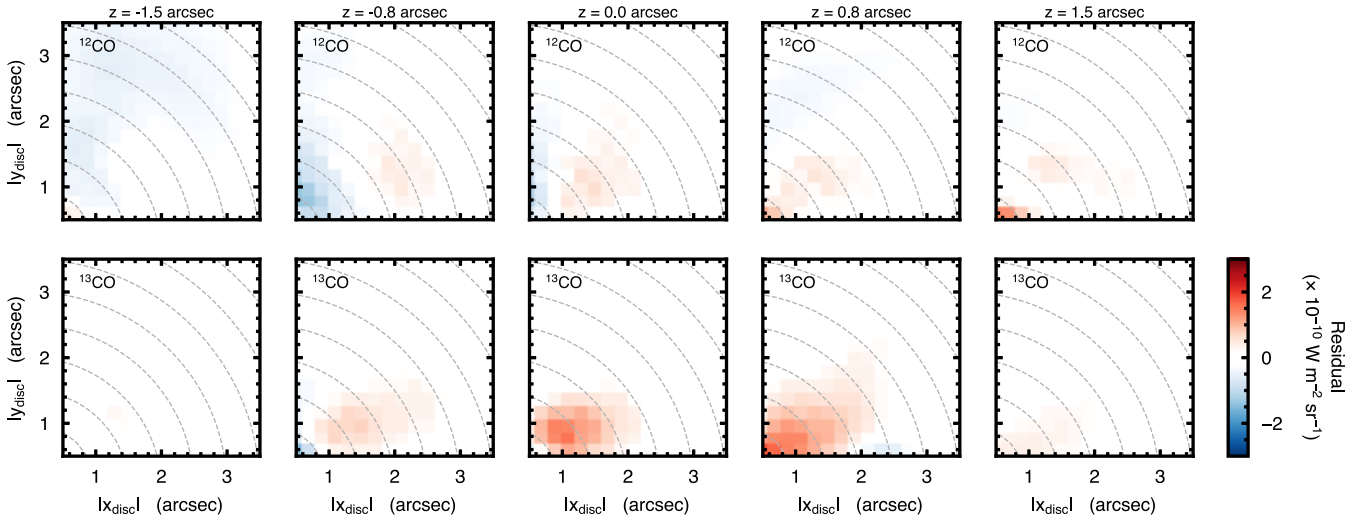 z = -1.5 arcsec z = -0.8 arcsec z = 0.0 arcsec z = 0.8 arcsec z = 1.5 arcsec
¹²CO ¹²CO ¹²CO ¹²CO ¹²CO
3
2
1
|y_disc| (arcsec)
¹³CO ¹³CO ¹³CO ¹³CO ¹³CO
3
2
1
|y_disc| (arcsec)
1 2 3 1 2 3 1 2 3 1 2 3 1 2 3
|x_disc| (arcsec) |x_disc| (arcsec) |x_disc| (arcsec) |x_disc| (arcsec) |x_disc| (arcsec)
2
0
−2
Residual
(× 10⁻¹⁰ W m⁻² sr⁻¹)